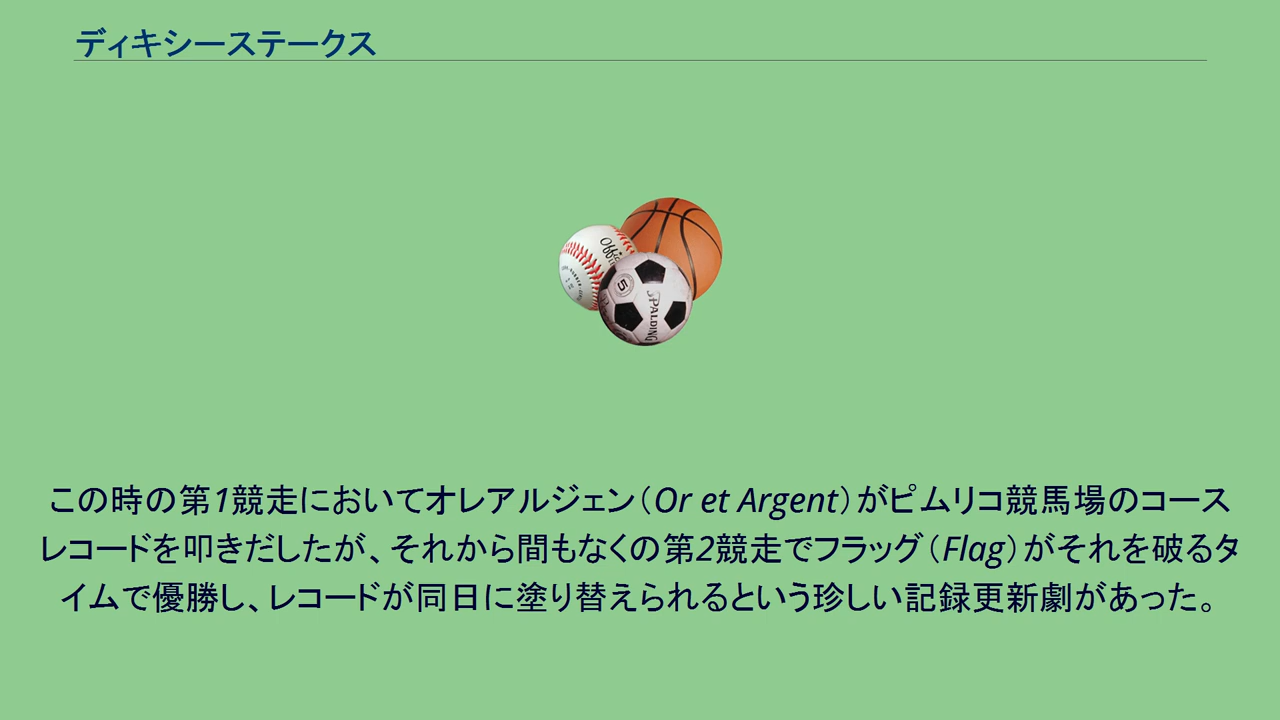 ディキシーステークス
Offic
5
SPALDING
この時の第1競走においてオレアルジェン（Or et Argent）がピムリコ競馬場のコース
レコードを叩きだしたが、それから間もなくの第2競走でフラッグ（Flag）がそれを破るタ
イムで優勝し、レコードが同日に塗り替えられるという珍しい記録更新劇があった。